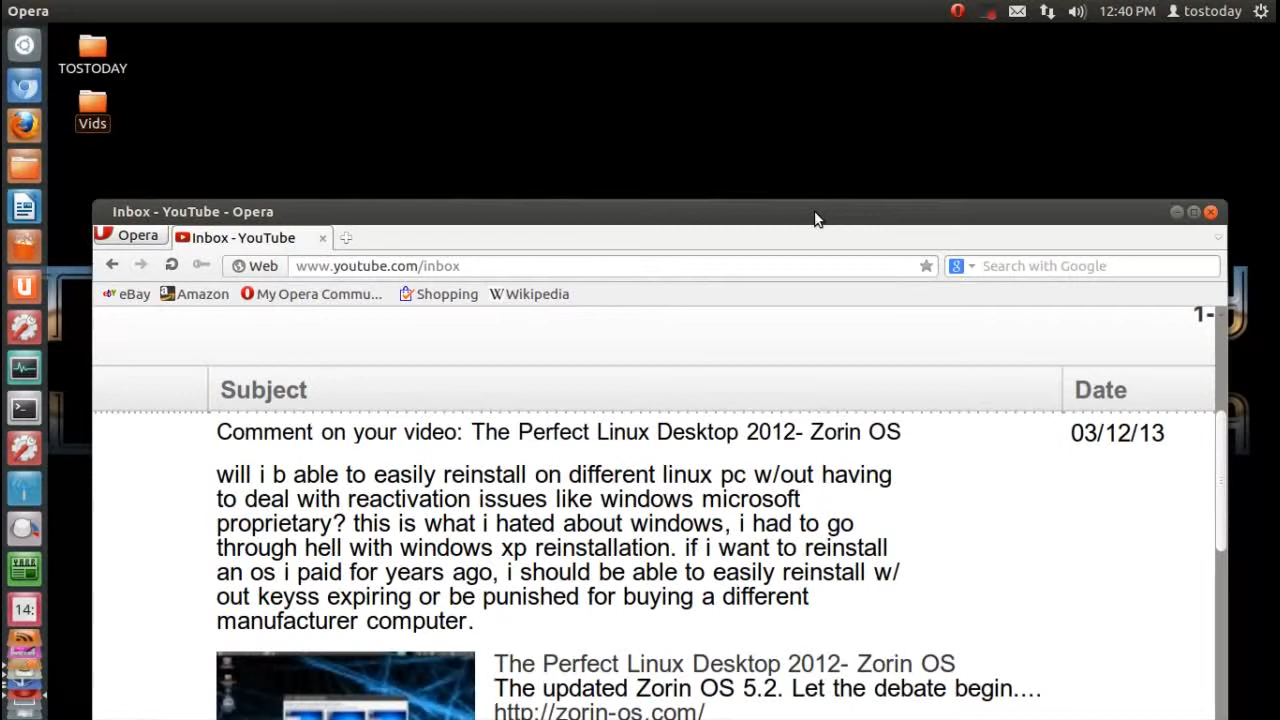 Opera
12:40 PM
tostoday
TOSTODAY
Vids
Inbox - YouTube - Opera
Opera
Inbox - YouTube
Web
www.youtube.com/inbox
Search with Google
eBay
Amazon
My Opera Commu...
Shopping
Wikipedia
1-
Subject
Date
Comment on your video: The Perfect Linux Desktop 2012- Zorin OS
03/12/13
will i b able to easily reinstall on different linux pc w/out having
to deal with reactivation issues like windows microsoft
proprietary? this is what i hated about windows, i had to go
through hell with windows xp reinstallation. if i want to reinstall
an os i paid for years ago, i should be able to easily reinstall w/
out keyss expiring or be punished for buying a different
manufacturer computer.
The Perfect Linux Desktop 2012- Zorin OS
The updated Zorin OS 5.2. Let the debate begin....
http://zorin-os.com/
14: